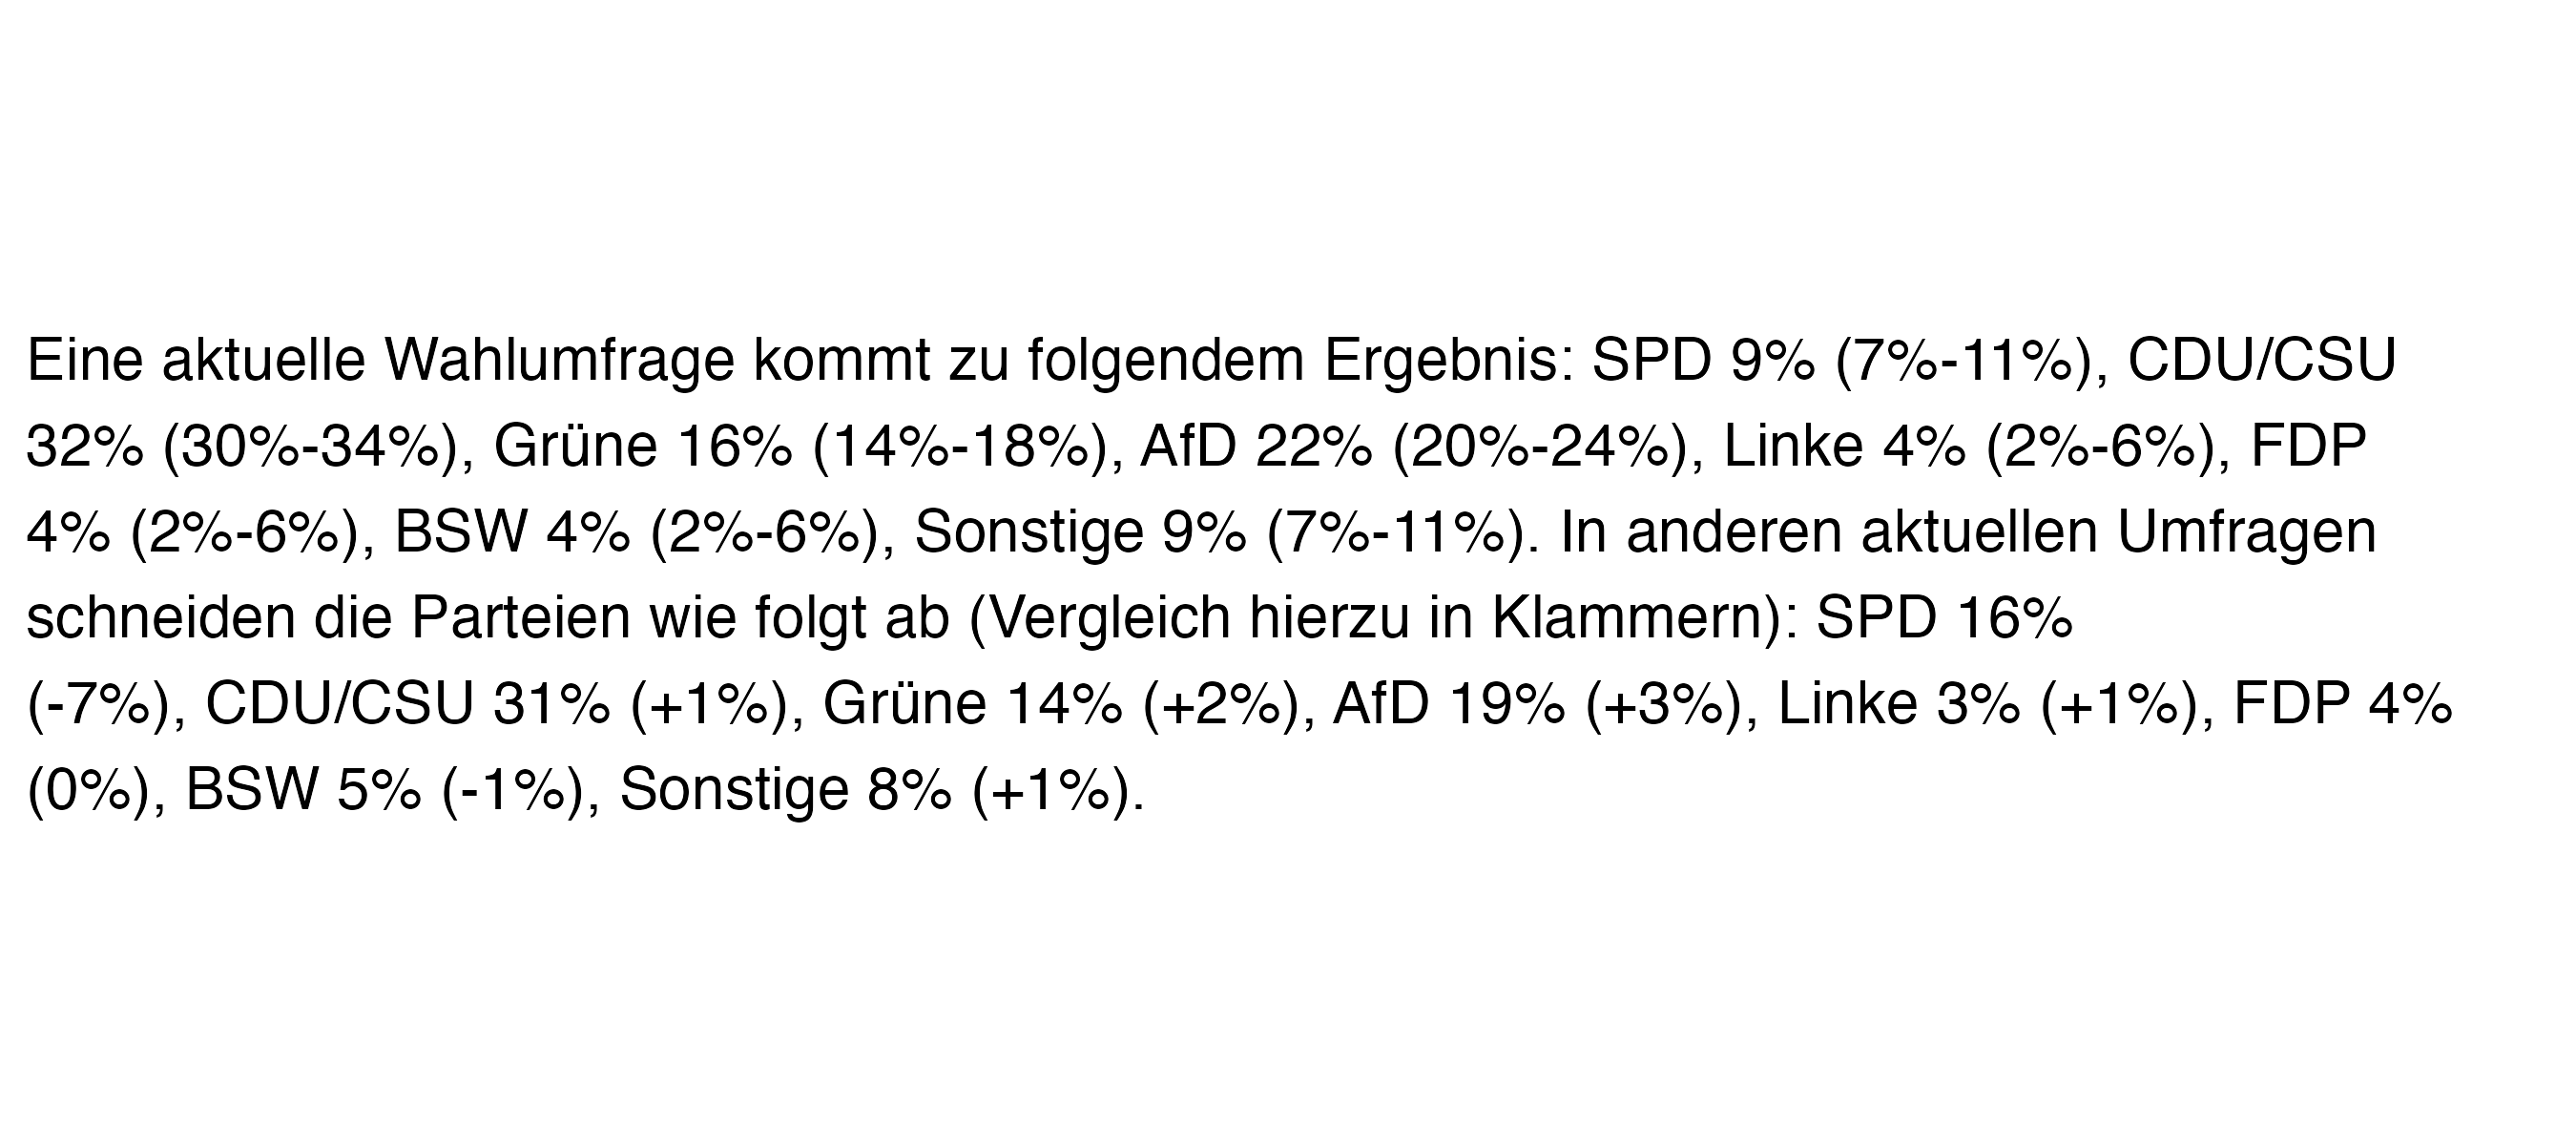 Eine aktuelle Wahlumfrage kommt zu folgendem Ergebnis: SPD 9% (7%-11%), CDU/CSU
32% (30%-34%), Grüne 16% (14%-18%), AfD 22% (20%-24%), Linke 4% (2%-6%), FDP
4% (2%-6%), BSW 4% (2%-6%), Sonstige 9% (7%-11%). In anderen aktuellen Umfragen
schneiden die Parteien wie folgt ab (Vergleich hierzu in Klammern): SPD 16%
(-7%), CDU/CSU 31% (+1%), Grüne 14% (+2%), AfD 19% (+3%), Linke 3% (+1%), FDP 4%
(0%), BSW 5% (-1%), Sonstige 8% (+1%).